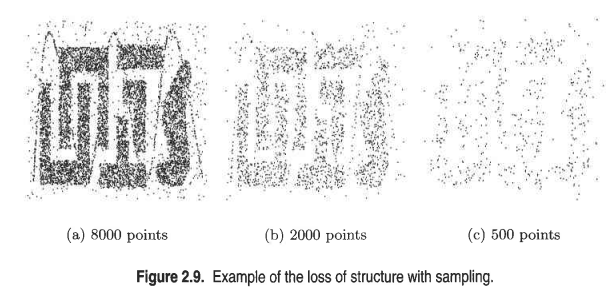 (a) 8000 points (b) 2000 points (c) 500 points
Figure 2.9. Example of the loss of structure with sampling.